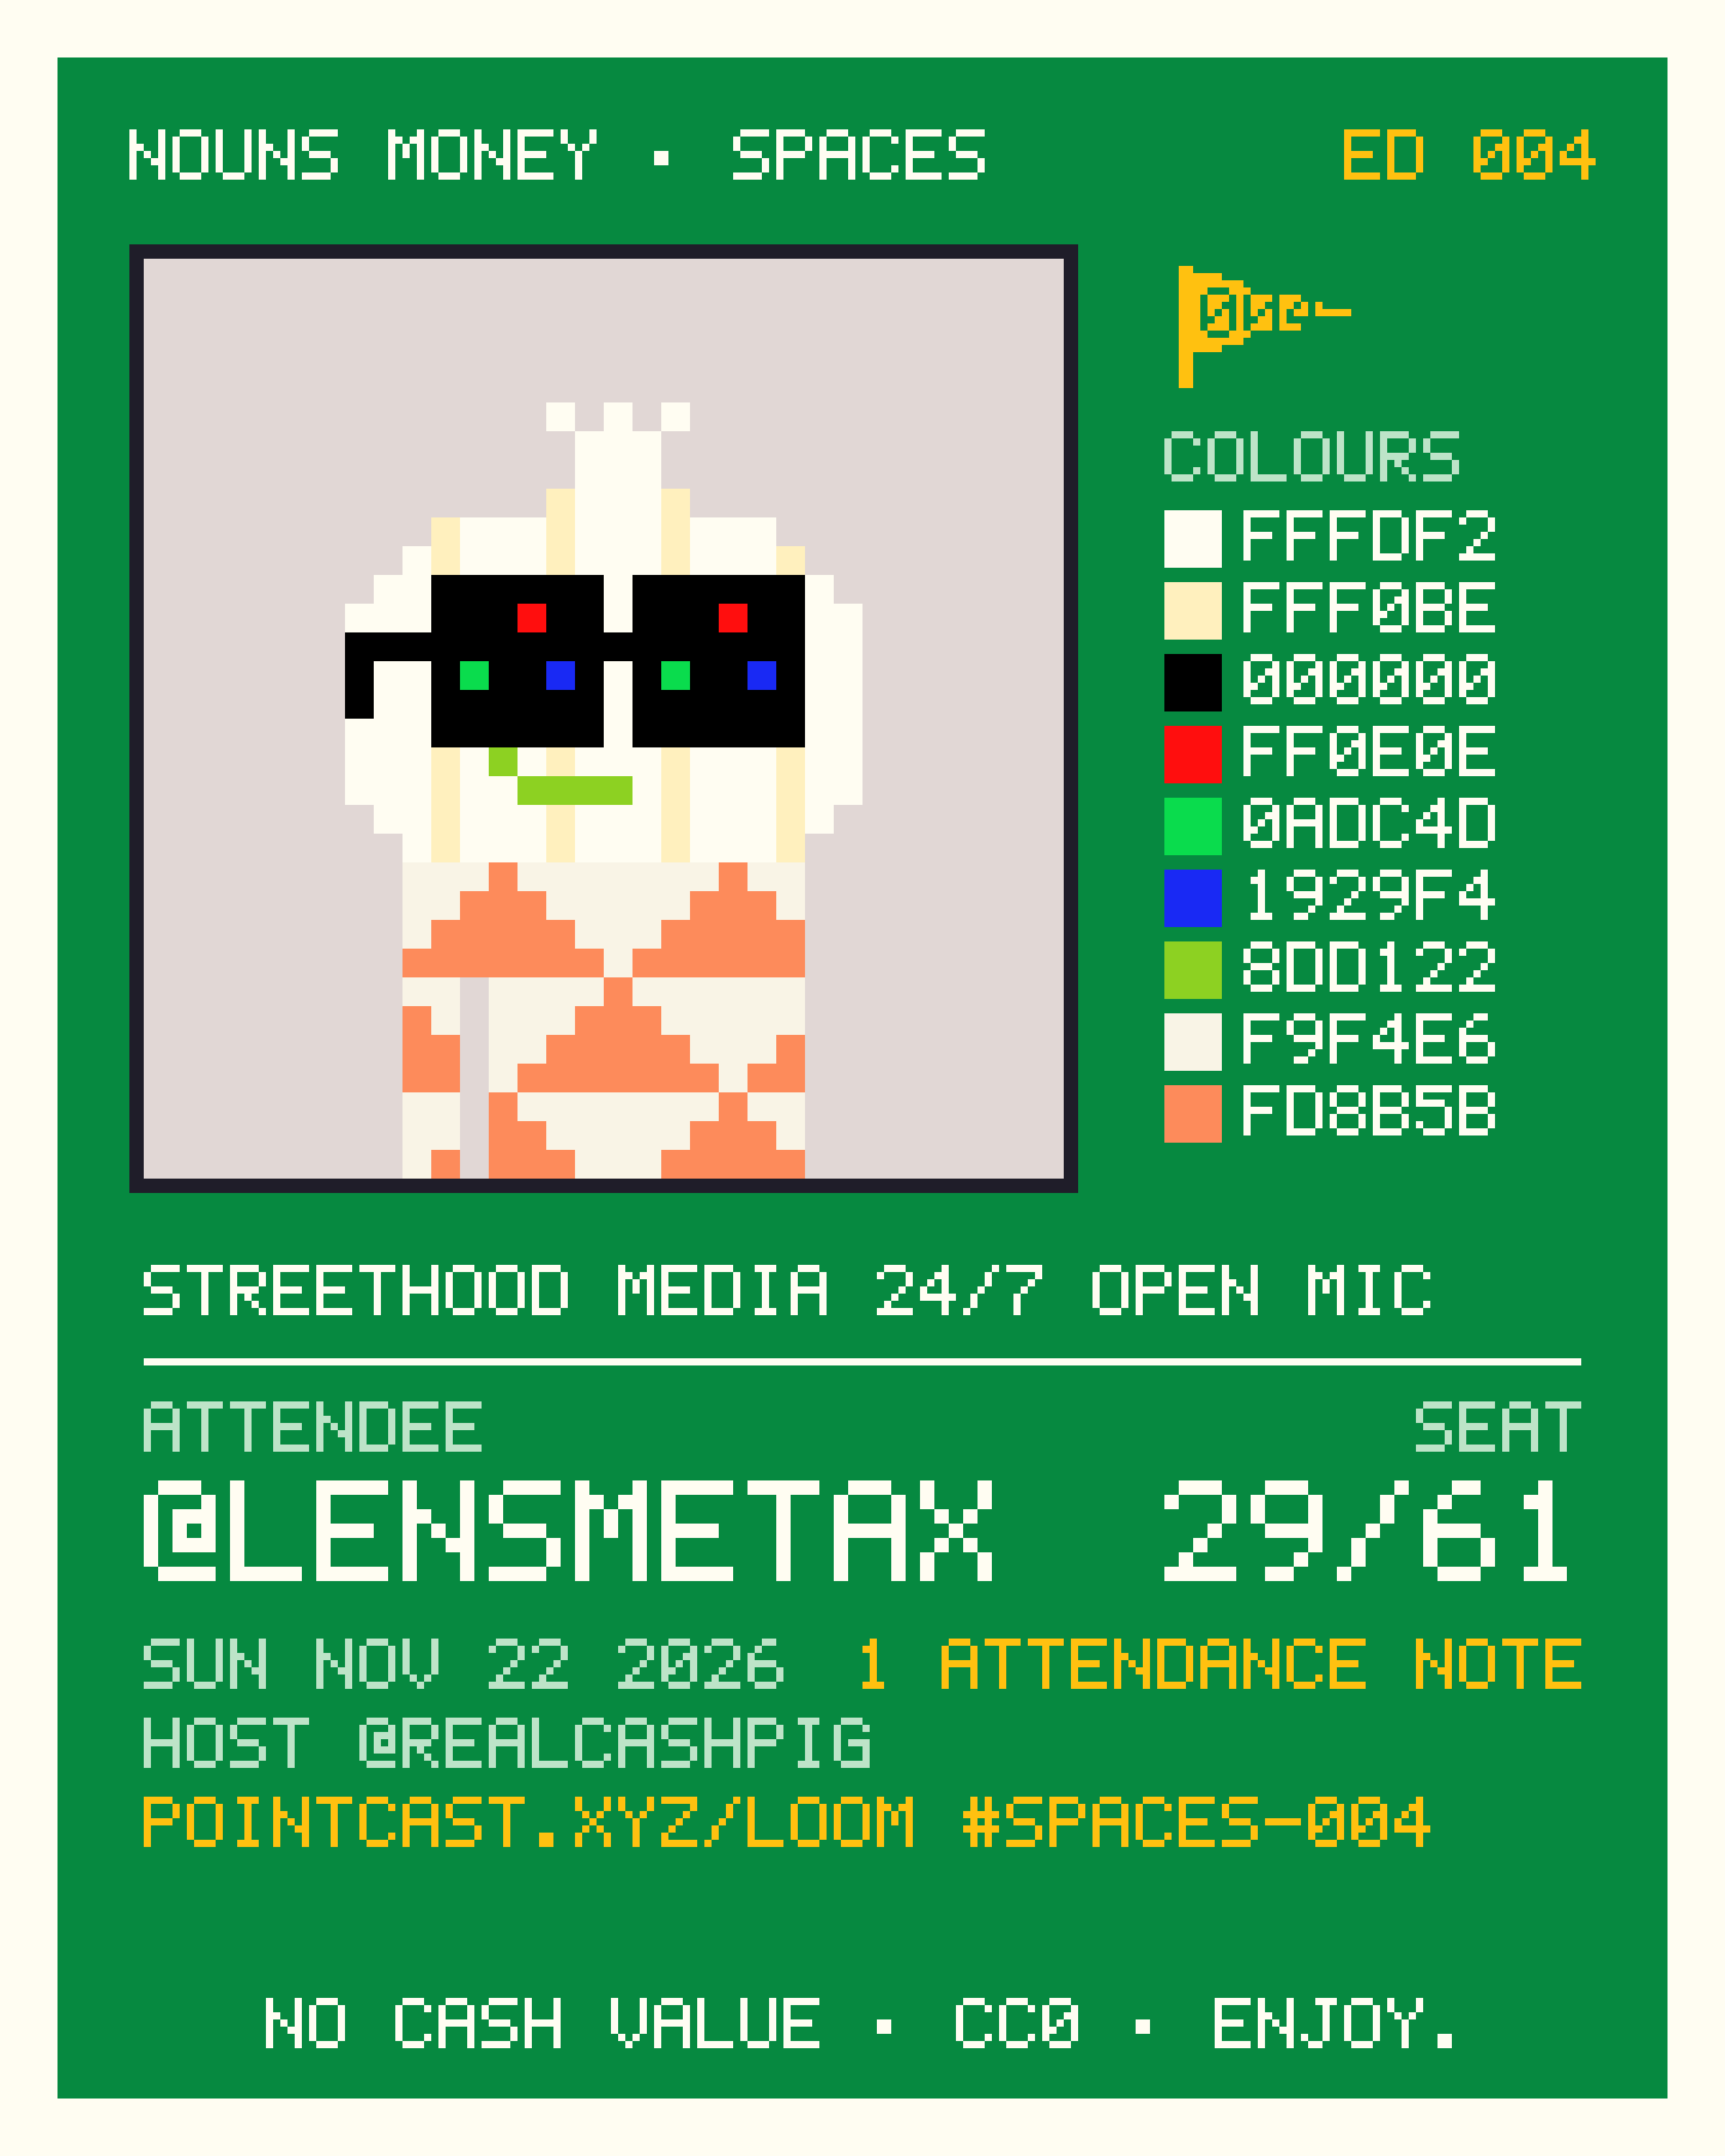 NOUNS MONEY · SPACES
ED 004
COLOURS
FFFDF2
FFF0BE
000000
FF0E0E
0ADC4D
1929F4
8DD122
F9F4E6
FD8B5B
STREETHOOD MEDIA 24/7 OPEN MIC
ATTENDEE
SEAT
@LENSMETAX
29/61
SUN NOV 22 2026
1 ATTENDANCE NOTE
HOST @REALCASHPIG
POINTCAST.XYZ/LOOM #SPACES-004
NO CASH VALUE · CC0 · ENJOY.